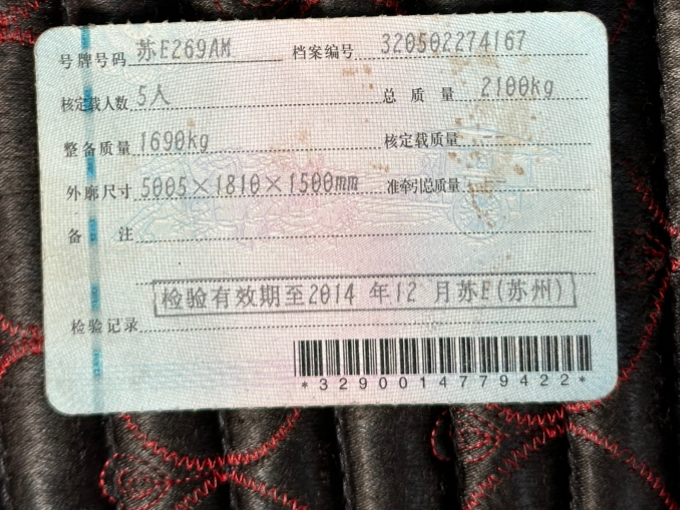 号牌号码 苏E269AM 档案编号 320502274167
核定载人数 5人 总质量 2100kg
整备质量 1690kg 核定载质量
外廓尺寸 5005×1810×1500mm 准牵引总质量
备注
检验有效期至2014 年12 月苏E(苏州)
检验记录
*3290014779422*